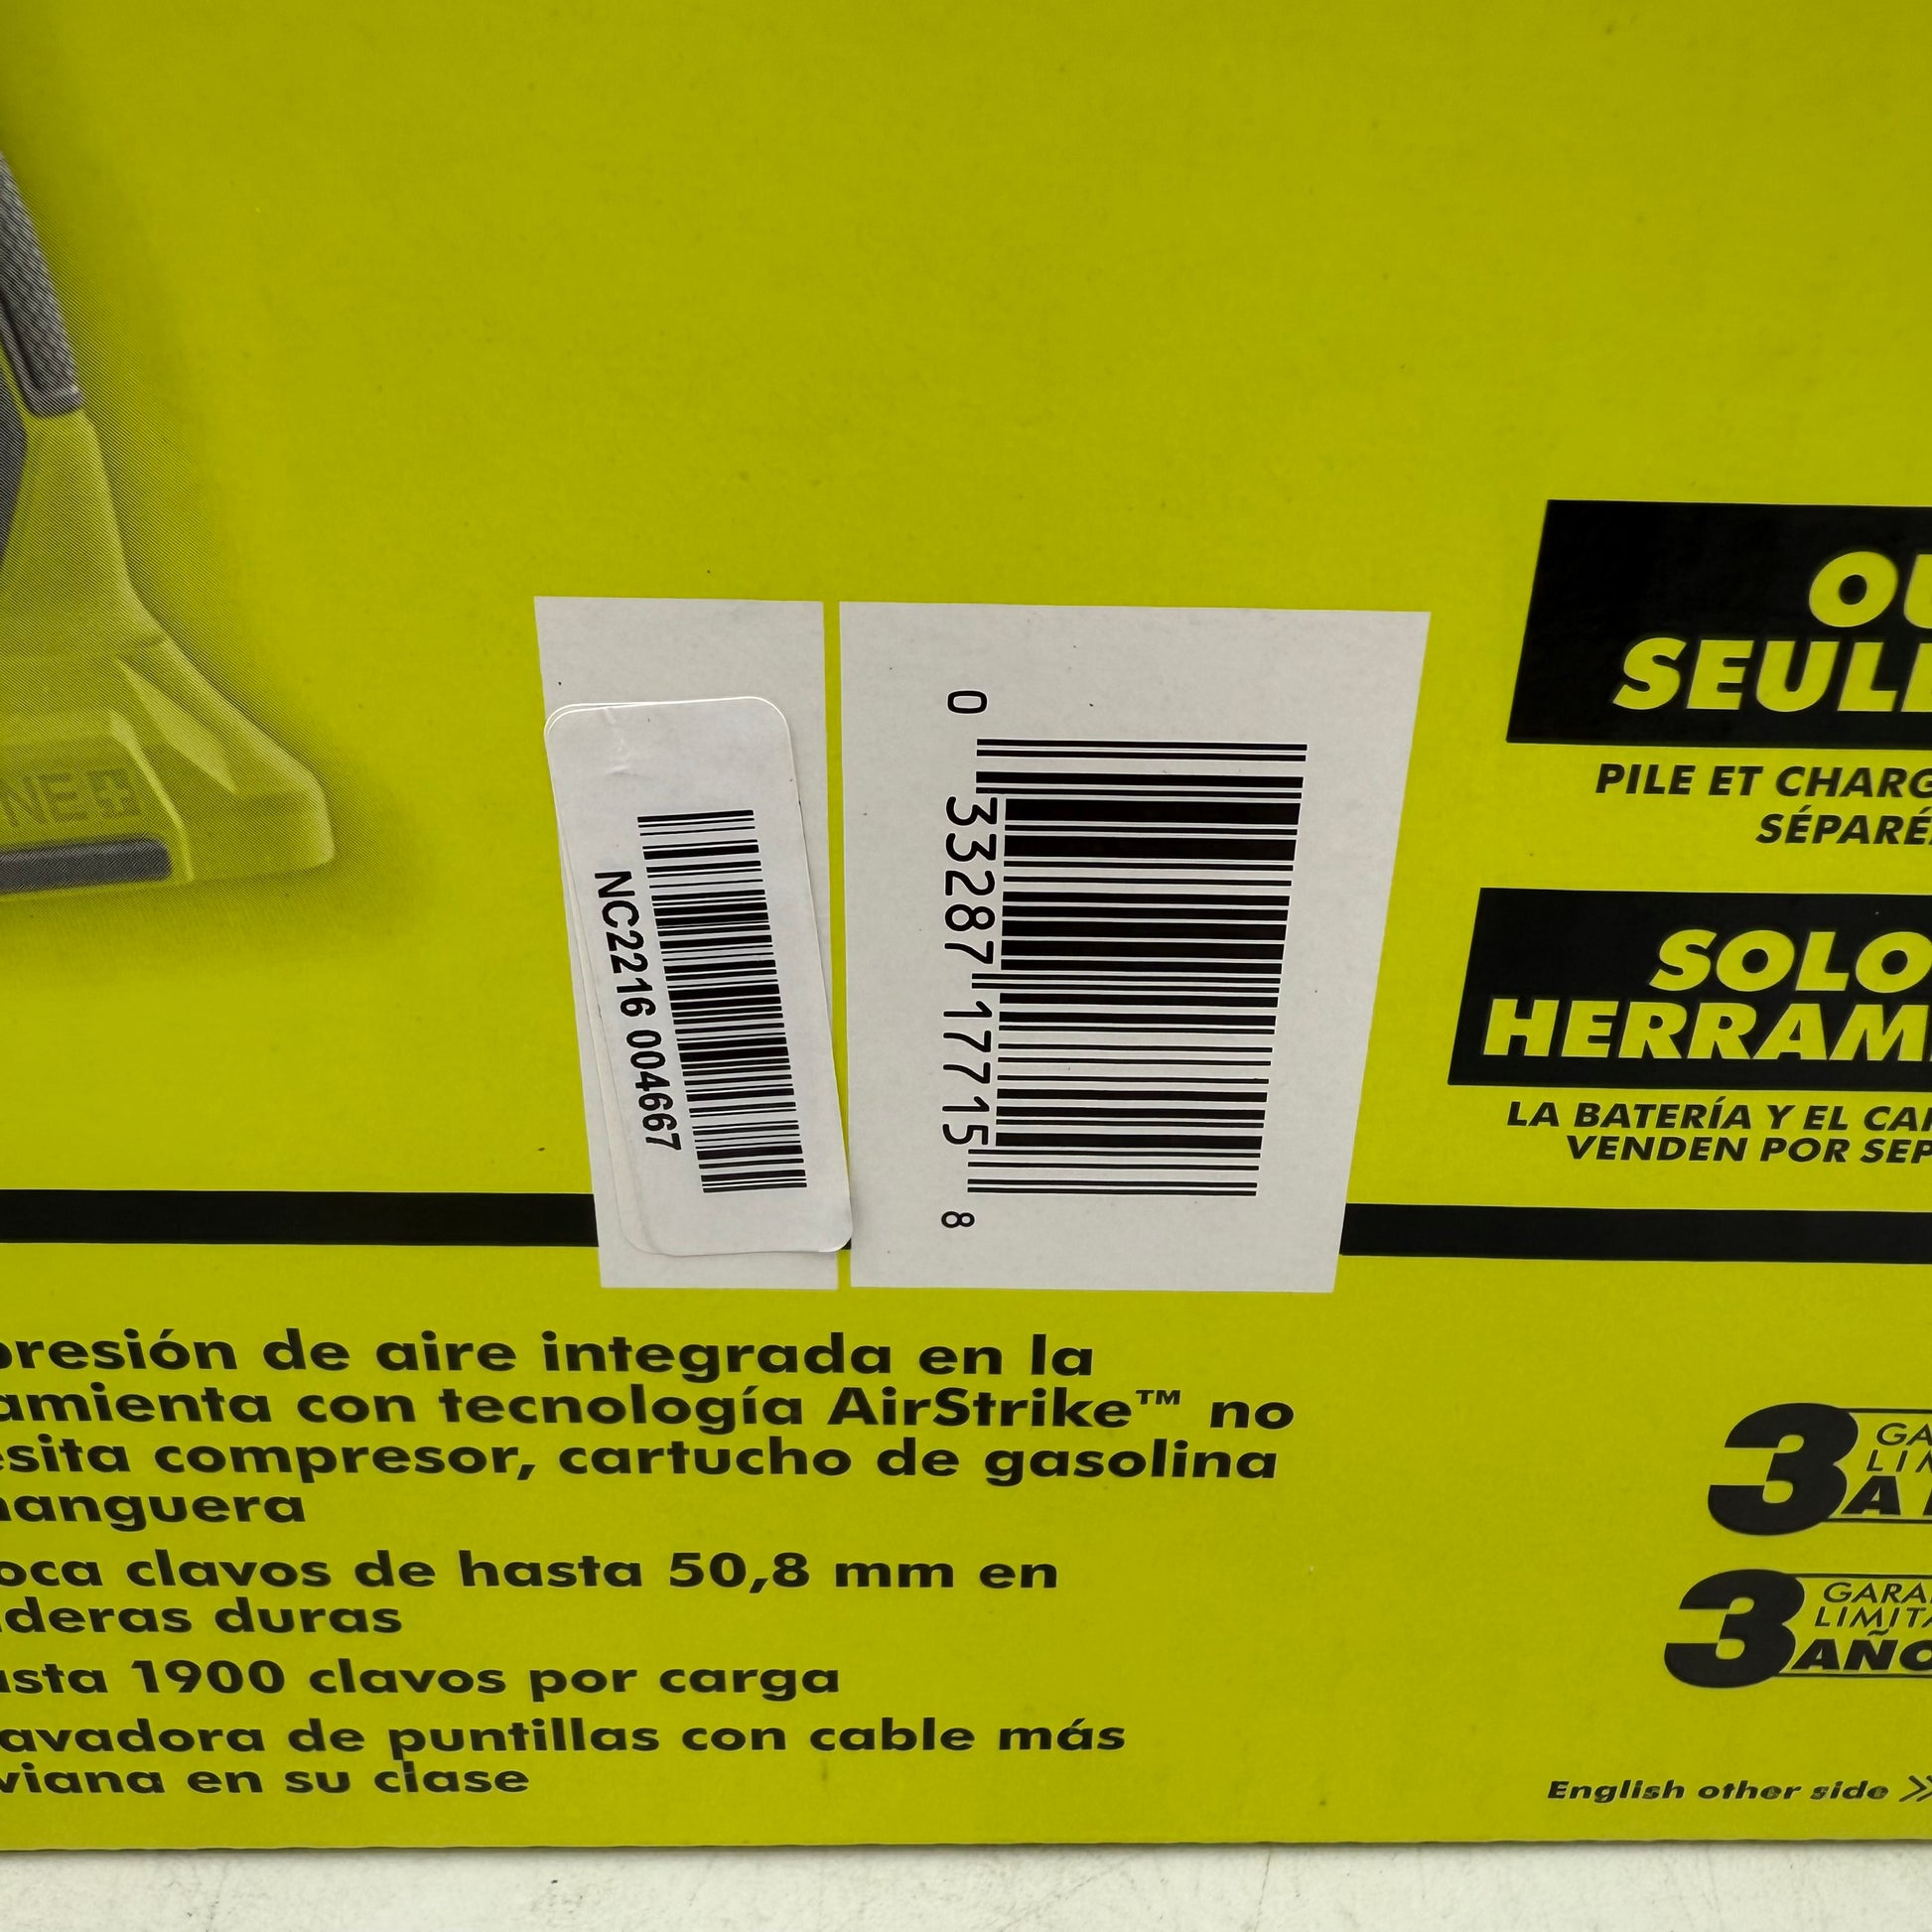 NE+
NC2216 004667
0 33287 17715 8
OU
SEUL
PILE ET CHARG
SÉPARÉ
SOLO
HERRAM
LA BATERÍA Y EL CAR
VENDEN POR SEP
presión de aire integrada en la
amienta con tecnología AirStrike™ no
esita compresor, cartucho de gasolina
manguera
oca clavos de hasta 50,8 mm en
deras duras
sta 1900 clavos por carga
avadora de puntillas con cable más
viana en su clase
3 GA
LIM
A
3 GARA
LIMITA
AÑO
English other side >>